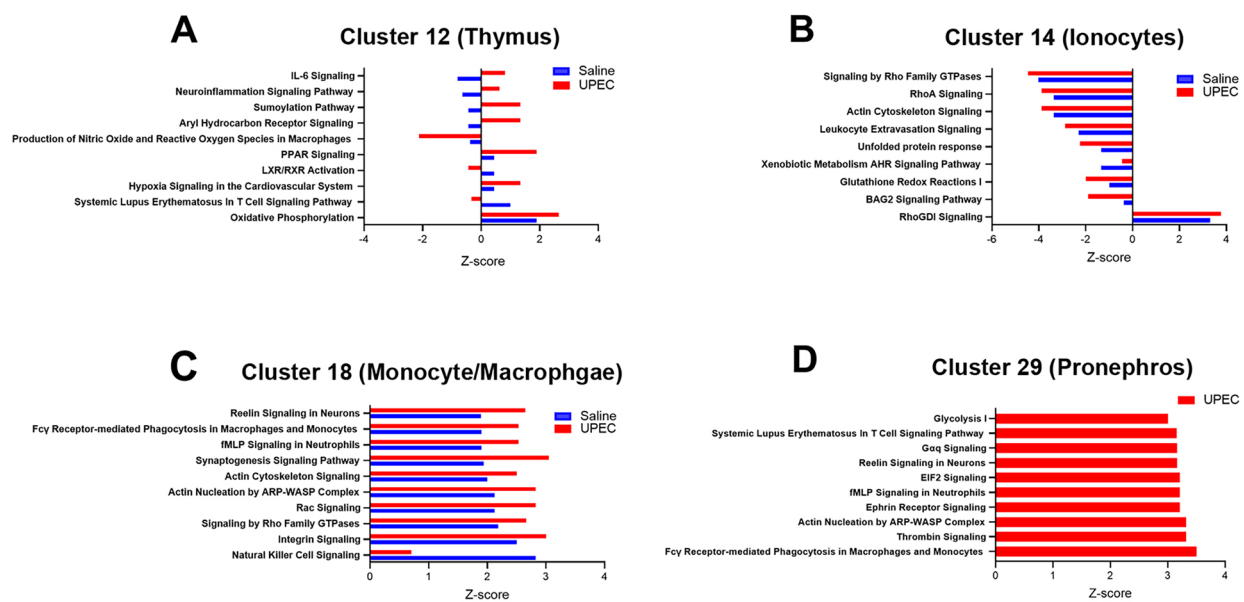 A
Cluster 12 (Thymus)
IL-6 Signaling
Neuroinflammation Signaling Pathway
Sumoylation Pathway
Aryl Hydrocarbon Receptor Signaling
Production of Nitric Oxide and Reactive Oxygen Species in Macrophages
PPAR Signaling
LXR/RXR Activation
Hypoxia Signaling in the Cardiovascular System
Systemic Lupus Erythematosus In T Cell Signaling Pathway
Oxidative Phosphorylation
Saline
UPEC
-4 -2 0 2 4
Z-score
B
Cluster 14 (Ionocytes)
Signaling by Rho Family GTPases
RhoA Signaling
Actin Cytoskeleton Signaling
Leukocyte Extravasation Signaling
Unfolded protein response
Xenobiotic Metabolism AHR Signaling Pathway
Glutathione Redox Reactions I
BAG2 Signaling Pathway
RhoGDI Signaling
Saline
UPEC
-6 -4 -2 0 2 4
Z-score
C
Cluster 18 (Monocyte/Macrophgae)
Reelin Signaling in Neurons
Fcγ Receptor-mediated Phagocytosis in Macrophages and Monocytes
fMLP Signaling in Neutrophils
Synaptogenesis Signaling Pathway
Actin Cytoskeleton Signaling
Actin Nucleation by ARP-WASP Complex
Rac Signaling
Signaling by Rho Family GTPases
Integrin Signaling
Natural Killer Cell Signaling
Saline
UPEC
0 1 2 3 4
Z-score
D
Cluster 29 (Pronephros)
UPEC
Glycolysis I
Systemic Lupus Erythematosus In T Cell Signaling Pathway
Gαq Signaling
Reelin Signaling in Neurons
EIF2 Signaling
fMLP Signaling in Neutrophils
Ephrin Receptor Signaling
Actin Nucleation by ARP-WASP Complex
Thrombin Signaling
Fcγ Receptor-mediated Phagocytosis in Macrophages and Monocytes
0 1 2 3 4
Z-score